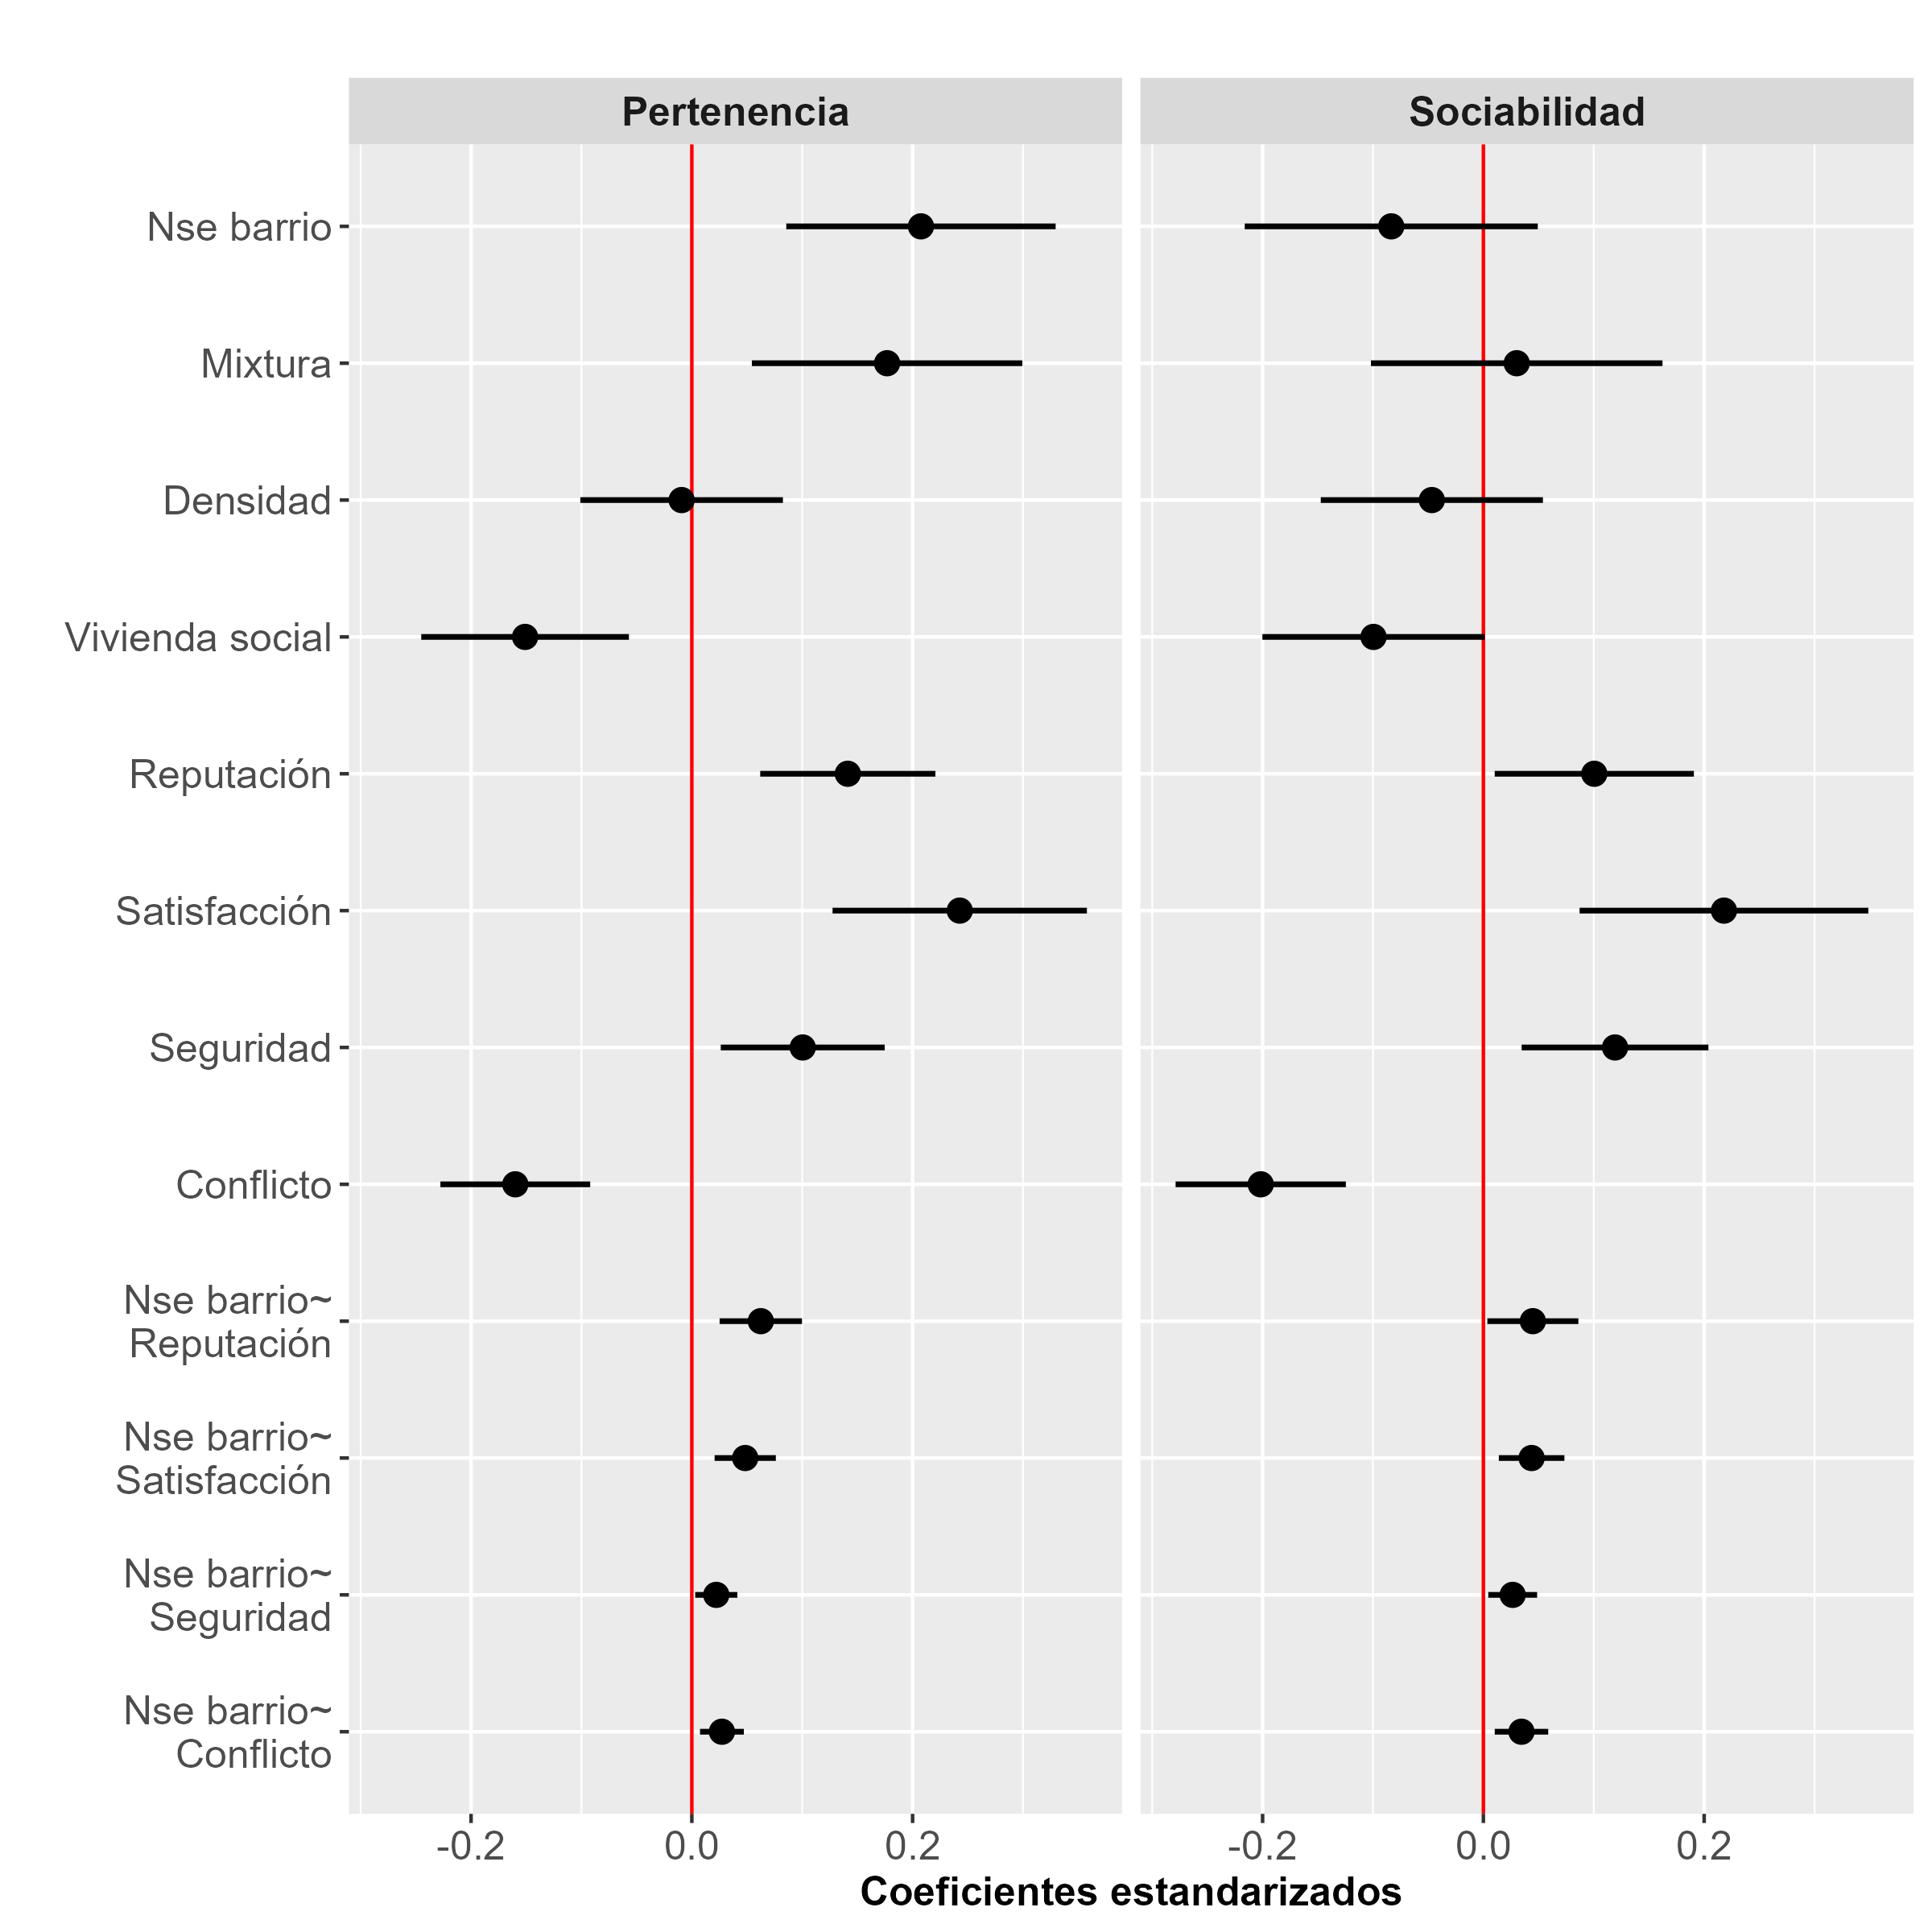 Pertenencia
Sociabilidad
Nse barrio
Mixtura
Densidad
Vivienda social
Reputación
Satisfacción
Seguridad
Conflicto
Nse barrio~
Reputación
Nse barrio~
Satisfacción
Nse barrio~
Seguridad
Nse barrio~
Conflicto
-0.2
0.0
0.2
-0.2
0.0
0.2
Coeficientes estandarizados